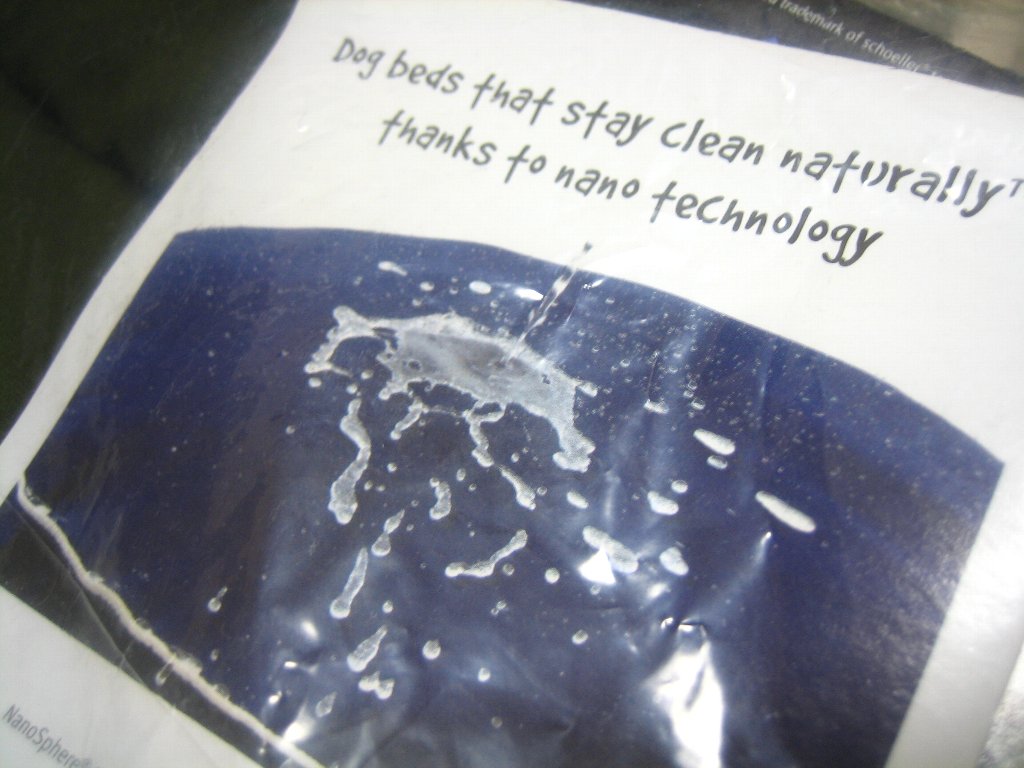 trademark of schoeller®
Dog beds that stay clean naturally™
thanks to nano technology
NanoSphere®